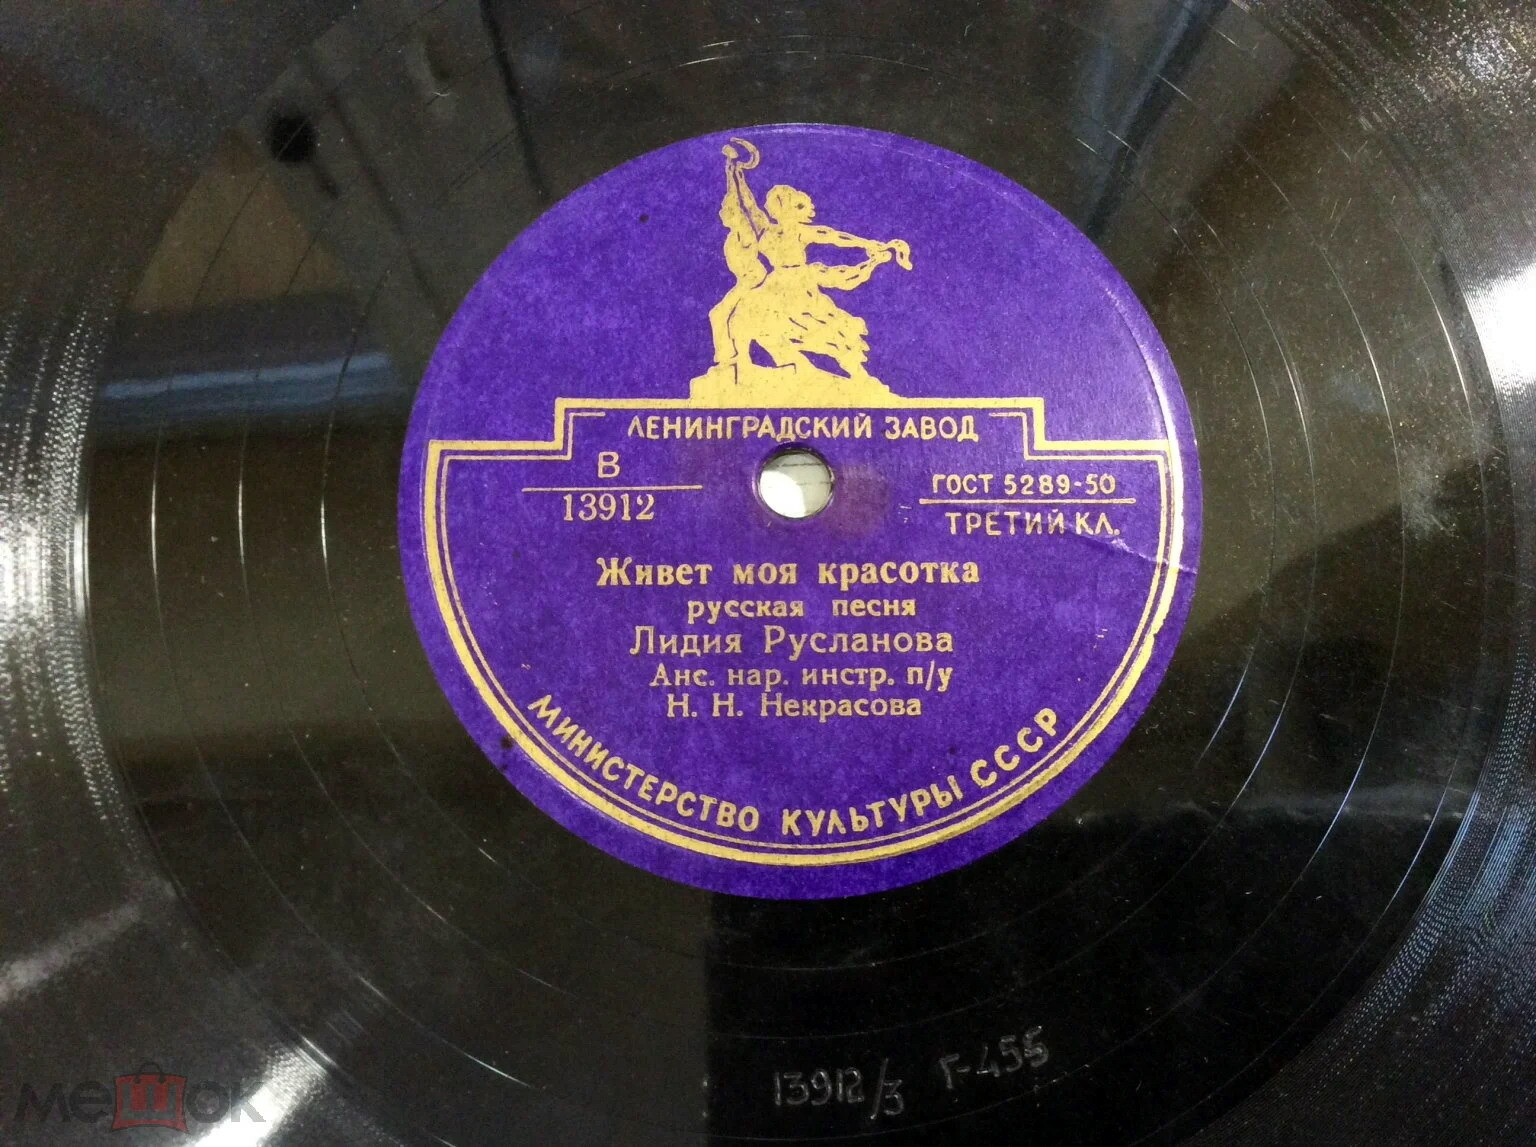 ЛЕНИНГРАДСКИЙ ЗАВОД
В
13912
ГОСТ 5289-50
ТРЕТИЙ КЛ.
Живет моя красотка
русская песня
Лидия Русланова
Анс. нар. инстр. п/у
Н. Н. Некрасова
МИНИСТЕРСТВО КУЛЬТУРЫ СССР
13912/3 Г-455
мешок